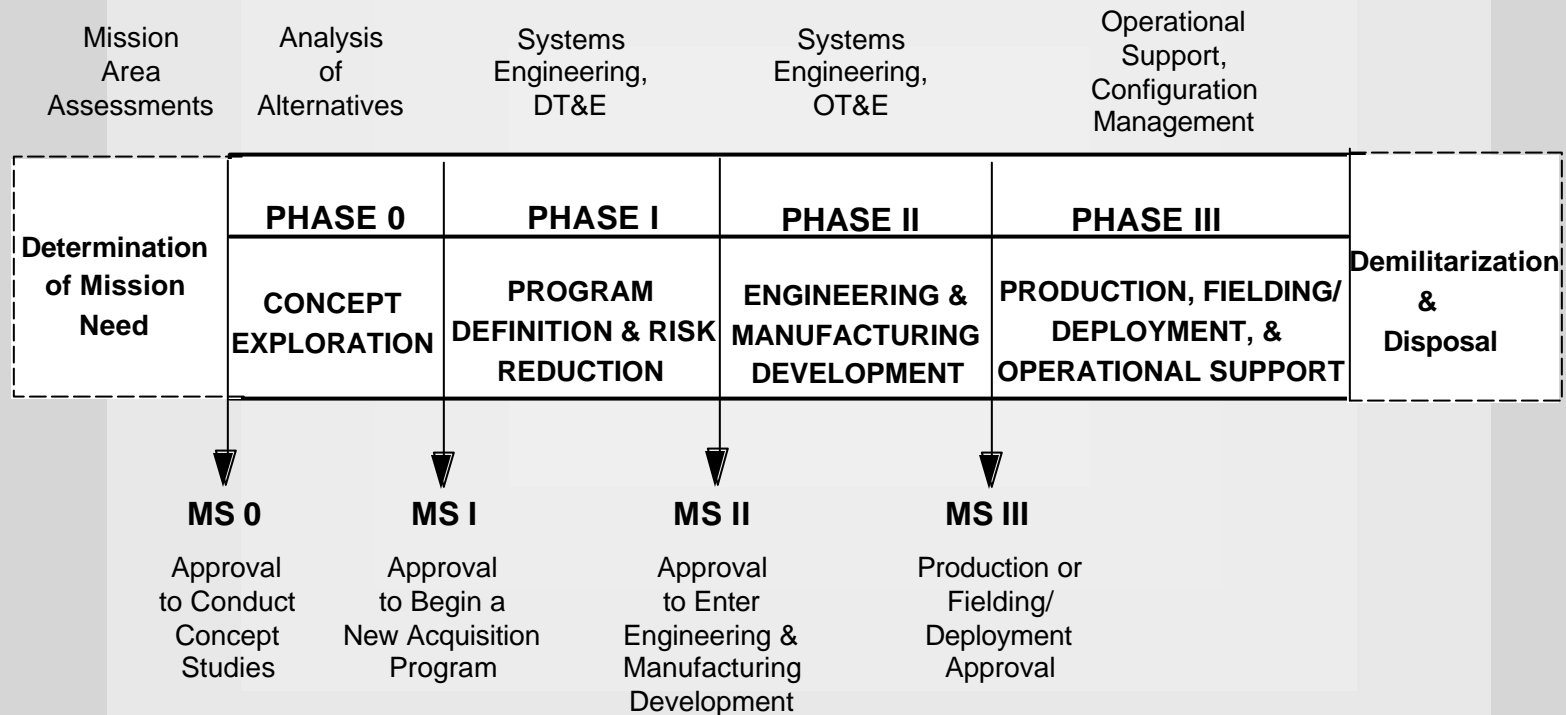 Mission
Area
Assessments
Analysis
of
Alternatives
Systems
Engineering,
DT&E
Systems
Engineering,
OT&E
Operational
Support,
Configuration
Management
Determination
of Mission
Need
PHASE 0
CONCEPT
EXPLORATION
PHASE I
PROGRAM
DEFINITION & RISK
REDUCTION
PHASE II
ENGINEERING &
MANUFACTURING
DEVELOPMENT
PHASE III
PRODUCTION, FIELDING/
DEPLOYMENT, &
OPERATIONAL SUPPORT
Demilitarization
&
Disposal
MS 0
Approval
to Conduct
Concept
Studies
MS I
Approval
to Begin a
New Acquisition
Program
MS II
Approval
to Enter
Engineering &
Manufacturing
Development
MS III
Production or
Fielding/
Deployment
Approval